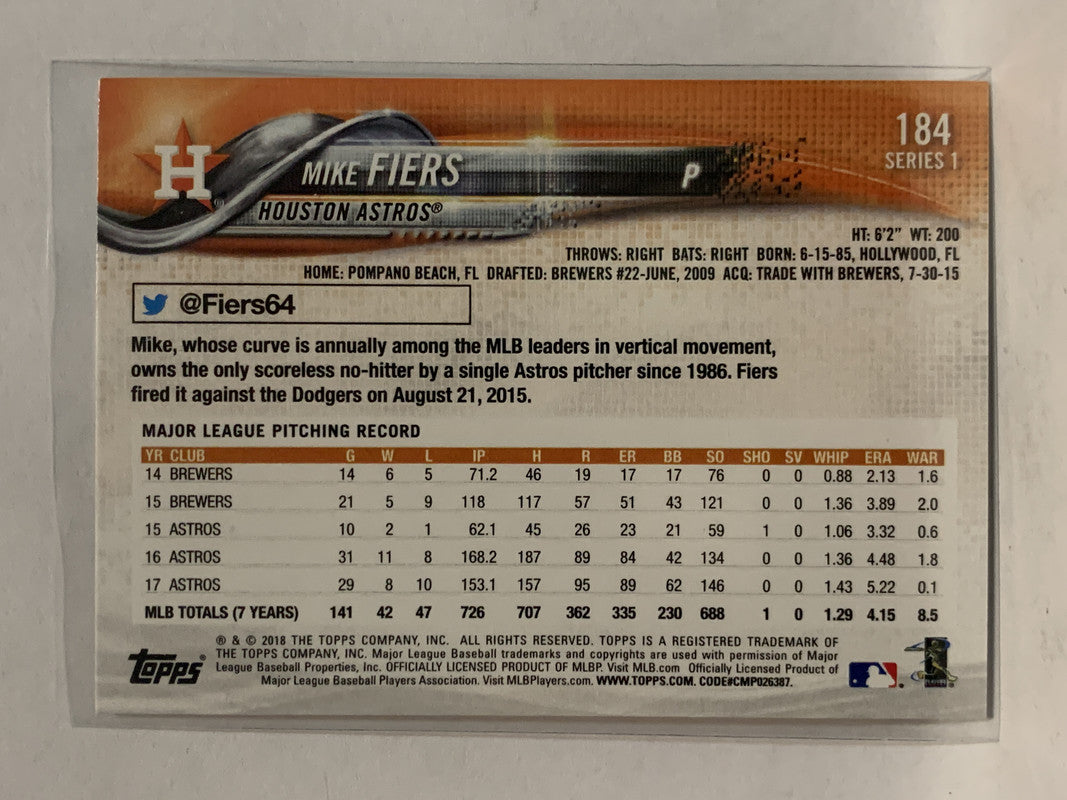 184
SERIES 1
H
MIKE FIERS P
HOUSTON ASTROS®
HT: 6'2" WT: 200
THROWS: RIGHT BATS: RIGHT BORN: 6-15-85, HOLLYWOOD, FL
HOME: POMPANO BEACH, FL DRAFTED: BREWERS #22-JUNE, 2009 ACQ: TRADE WITH BREWERS, 7-30-15
@Fiers64
Mike, whose curve is annually among the MLB leaders in vertical movement,
owns the only scoreless no-hitter by a single Astros pitcher since 1986. Fiers
fired it against the Dodgers on August 21, 2015.
MAJOR LEAGUE PITCHING RECORD
YR CLUB G W L IP H R ER BB SO SHO SV WHIP ERA WAR
14 BREWERS 14 6 5 71.2 46 19 17 17 76 0 0 0.88 2.13 1.6
15 BREWERS 21 5 9 118 117 57 51 43 121 0 0 1.36 3.89 2.0
15 ASTROS 10 2 1 62.1 45 26 23 21 59 1 0 1.06 3.32 0.6
16 ASTROS 31 11 8 168.2 187 89 84 42 134 0 0 1.36 4.48 1.8
17 ASTROS 29 8 10 153.1 157 95 89 62 146 0 0 1.43 5.22 0.1
MLB TOTALS (7 YEARS) 141 42 47 726 707 362 335 230 688 1 0 1.29 4.15 8.5
® & © 2018 THE TOPPS COMPANY, INC. ALL RIGHTS RESERVED. TOPPS IS A REGISTERED TRADEMARK OF
THE TOPPS COMPANY, INC. Major League Baseball trademarks and copyrights are used with permission of Major
League Baseball Properties, Inc. OFFICIALLY LICENSED PRODUCT OF MLBP. Visit MLB.com Officially Licensed Product of
Major League Baseball Players Association. Visit MLBPlayers.com. WWW.TOPPS.COM. CODE#CMP026387.
Topps®